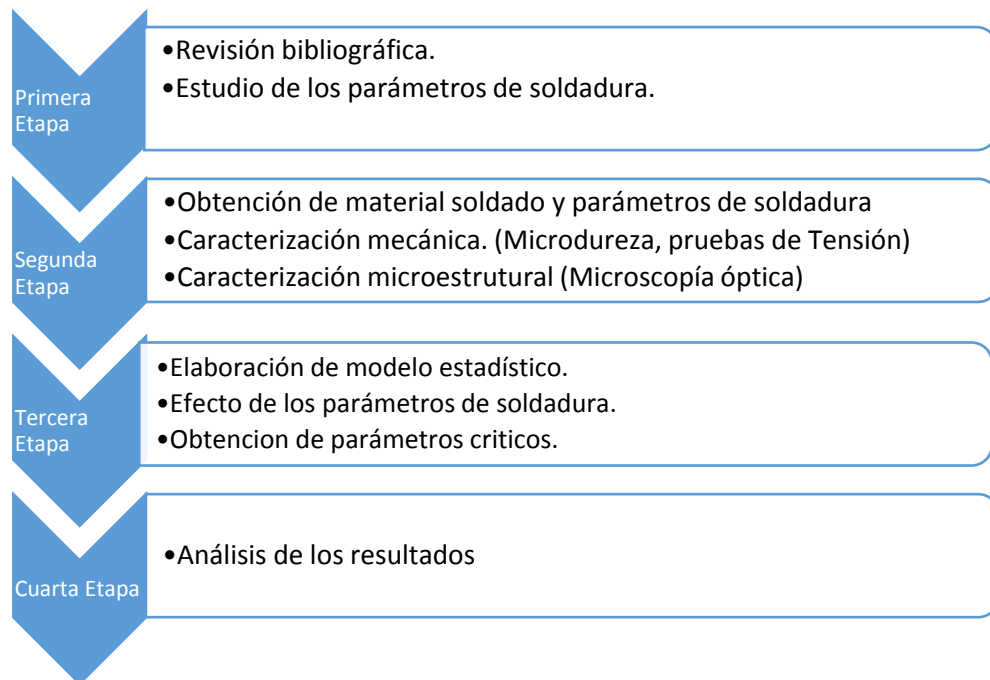 Primera
Etapa
•Revisión bibliográfica.
•Estudio de los parámetros de soldadura.
Segunda
Etapa
•Obtención de material soldado y parámetros de soldadura
•Caracterización mecánica. (Microdureza, pruebas de Tensión)
•Caracterización microestrutural (Microscopía óptica)
Tercera
Etapa
•Elaboración de modelo estadístico.
•Efecto de los parámetros de soldadura.
•Obtencion de parámetros criticos.
Cuarta Etapa
•Análisis de los resultados